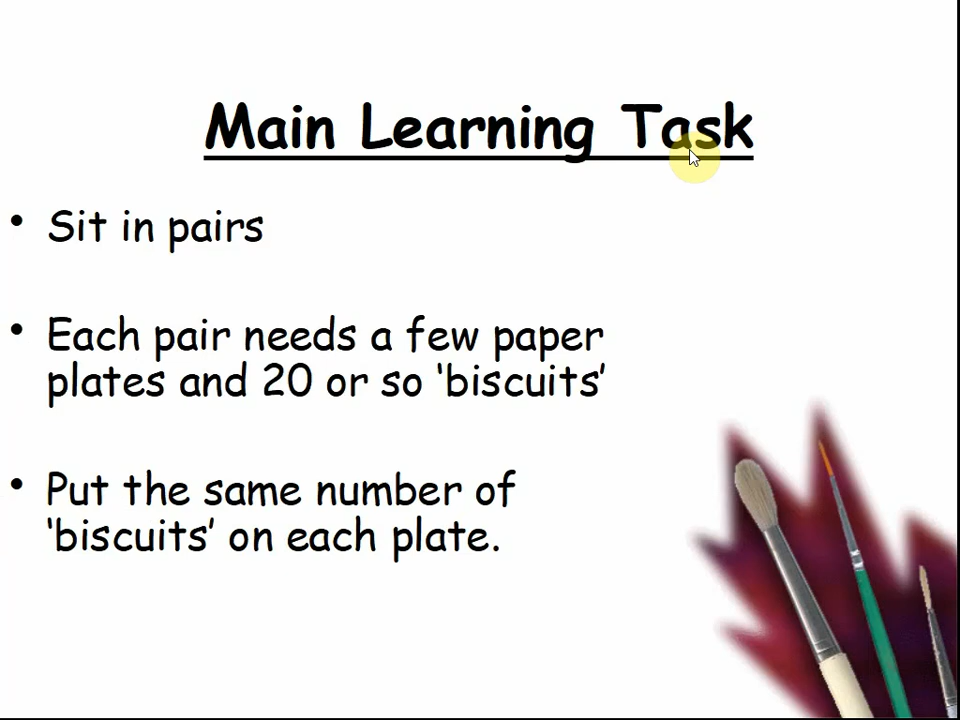 Main Learning Task
• Sit in pairs
• Each pair needs a few paper
plates and 20 or so ‘biscuits’
• Put the same number of
‘biscuits’ on each plate.